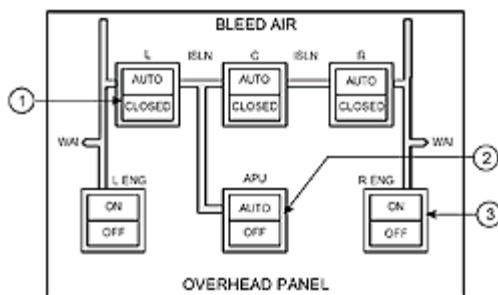 BLEED AIR
L ISLN C ISLN R
AUTO AUTO AUTO
1 CLOSED CLOSED CLOSED
WAI WAI
2
L ENG APU R ENG
ON AUTO ON
3
OFF OFF OFF
OVERHEAD PANEL